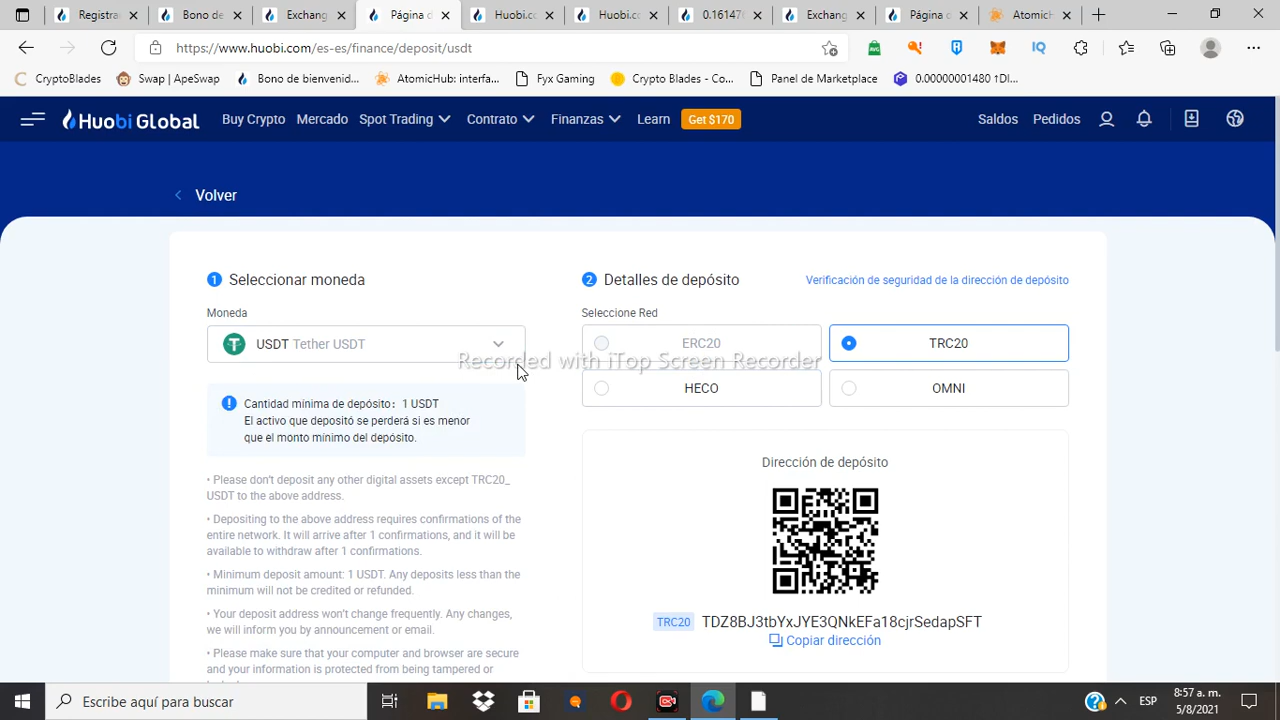 Registra
Bono de
Exchang
Página d
Huobi.co
Huobi.cc
0.161470
Exchang
Página d
AtomicH
https://www.huobi.com/es-es/finance/deposit/usdt
CryptoBlades
Swap | ApeSwap
Bono de bienvenid...
AtomicHub: interfa...
Fyx Gaming
Crypto Blades - Co...
Panel de Marketplace
0.00000001480 ↑DI...
Huobi Global
Buy Crypto
Mercado
Spot Trading
Contrato
Finanzas
Learn
Get $170
Saldos
Pedidos
Volver
1 Seleccionar moneda
Moneda
USDT Tether USDT
Cantidad mínima de depósito: 1 USDT
El activo que depositó se perderá si es menor
que el monto mínimo del depósito.
• Please don't deposit any other digital assets except TRC20_
USDT to the above address.
• Depositing to the above address requires confirmations of the
entire network. It will arrive after 1 confirmations, and it will be
available to withdraw after 1 confirmations.
• Minimum deposit amount: 1 USDT. Any deposits less than the
minimum will not be credited or refunded.
• Your deposit address won't change frequently. Any changes,
we will inform you by announcement or email.
• Please make sure that your computer and browser are secure
and your information is protected from being tampered or
2 Detalles de depósito
Verificación de seguridad de la dirección de depósito
Seleccione Red
ERC20
TRC20
HECO
OMNI
Recorded with iTop Screen Recorder
Dirección de depósito
TRC20 TDZ8BJ3tbYxJYE3QNkEFa18cjrSedapSFT
Copiar dirección
Escribe aquí para buscar
ESP
8:57 a. m.
5/8/2021